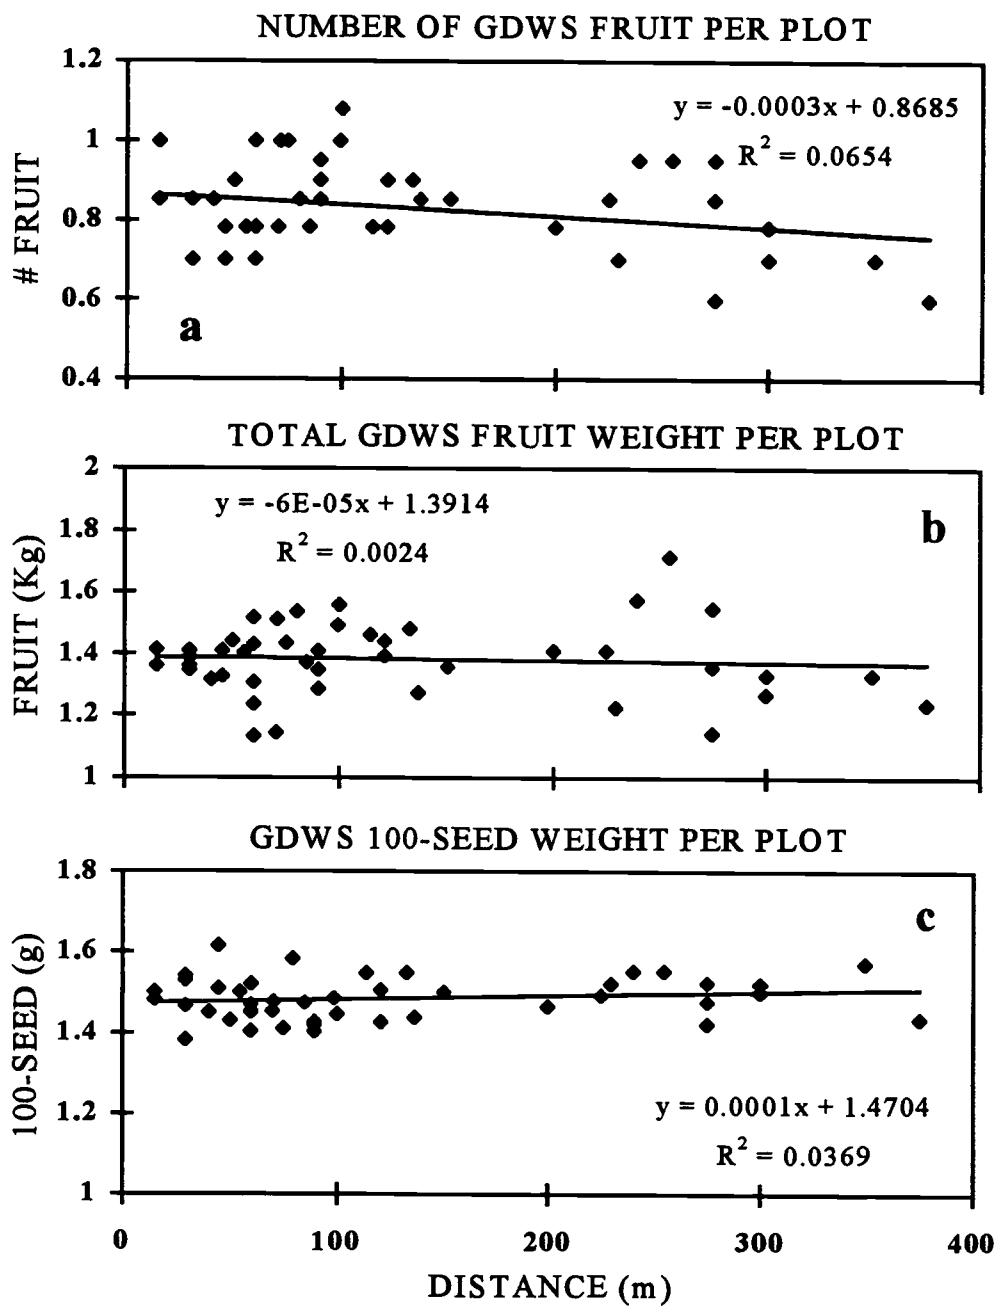 NUMBER OF GDWS FRUIT PER PLOT
1.2
1
0.8
0.6
0.4
# FRUIT
y = -0.0003x + 0.8685
R² = 0.0654
a
TOTAL GDWS FRUIT WEIGHT PER PLOT
2
1.8
1.6
1.4
1.2
1
FRUIT (Kg)
y = -6E-05x + 1.3914
R² = 0.0024
b
GDWS 100-SEED WEIGHT PER PLOT
1.8
1.6
1.4
1.2
1
100-SEED (g)
c
y = 0.0001x + 1.4704
R² = 0.0369
0 100 200 300 400
DISTANCE (m)